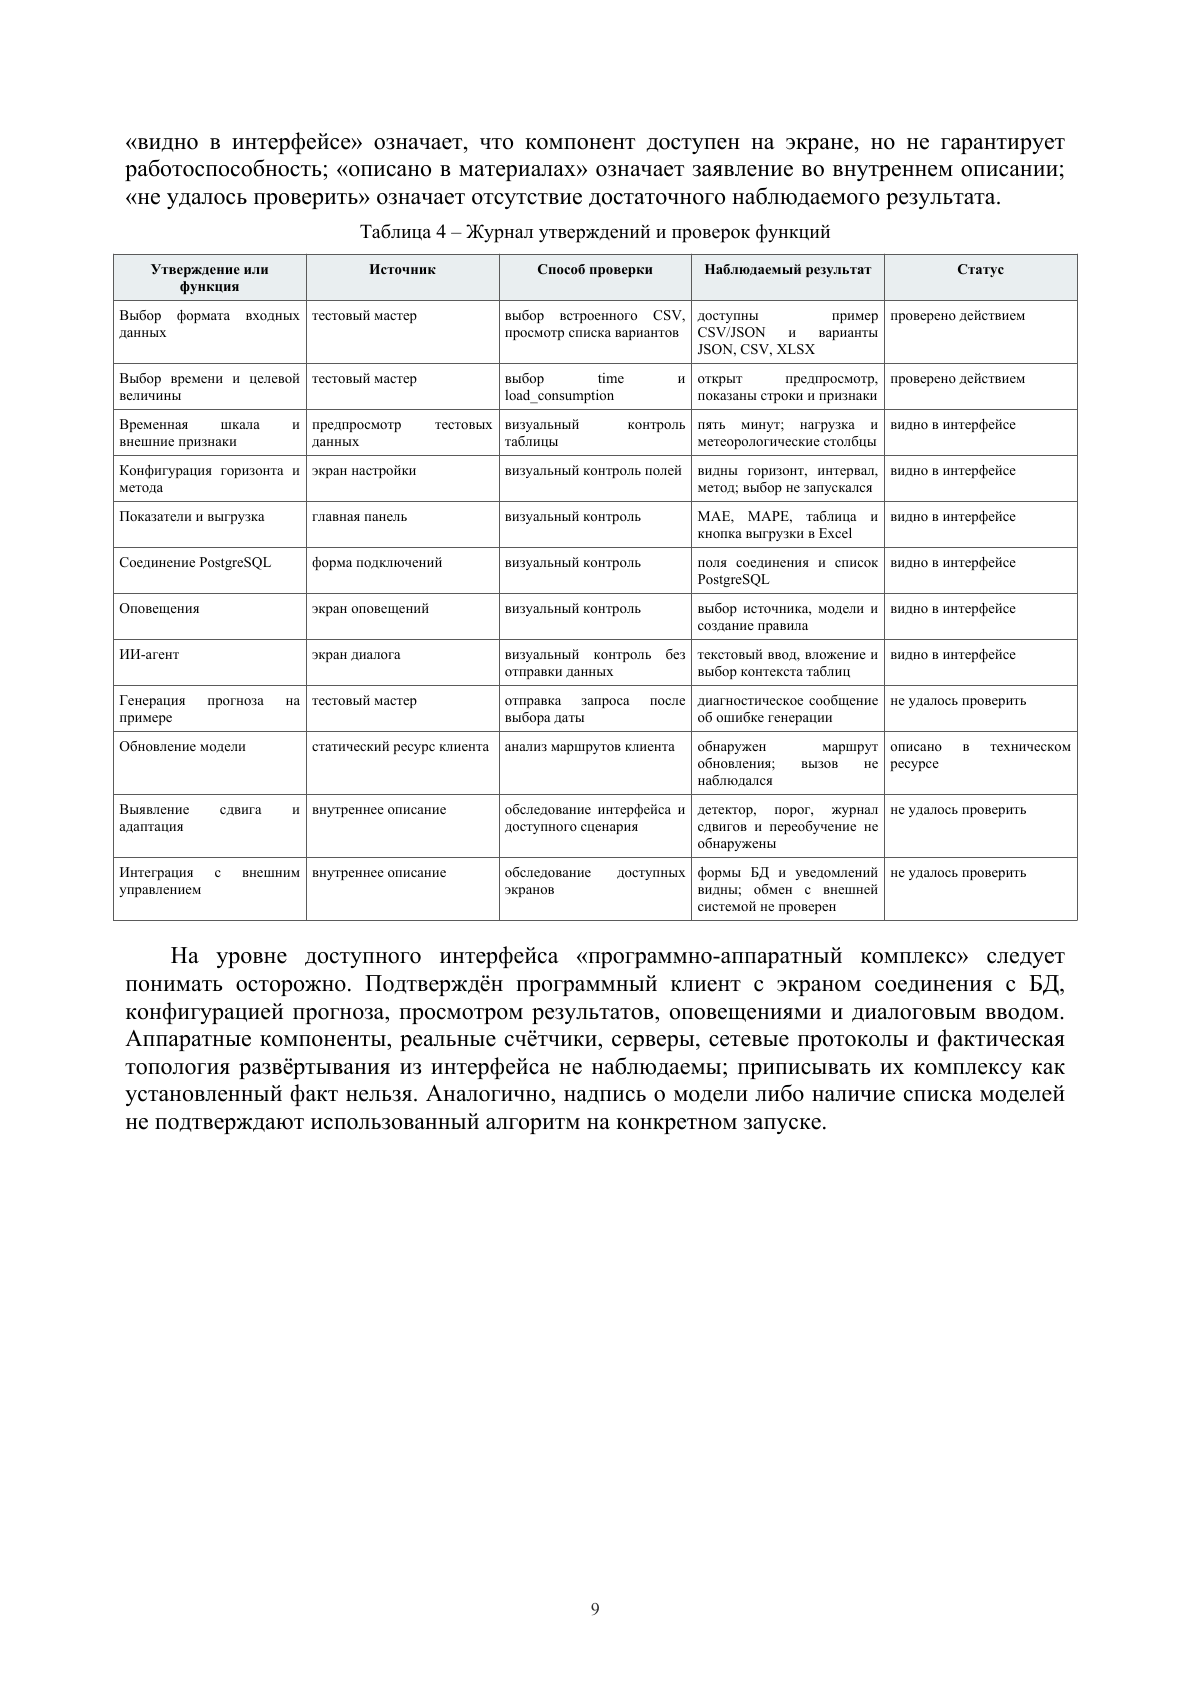 «видно в интерфейсе» означает, что компонент доступен на экране, но не гарантирует
работоспособность; «описано в материалах» означает заявление во внутреннем описании;
«не удалось проверить» означает отсутствие достаточного наблюдаемого результата.
Таблица 4 – Журнал утверждений и проверок функций
Утверждение или
функция
Источник
Способ проверки
Наблюдаемый результат
Статус
Выбор формата входных
данных
тестовый мастер
выбор встроенного CSV,
просмотр списка вариантов
доступны пример
CSV/JSON и варианты
JSON, CSV, XLSX
проверено действием
Выбор времени и целевой
величины
тестовый мастер
выбор time и
load_consumption
открыт предпросмотр,
показаны строки и признаки
проверено действием
Временная шкала и
внешние признаки
предпросмотр тестовых
данных
визуальный контроль
таблицы
пять минут; нагрузка и
метеорологические столбцы
видно в интерфейсе
Конфигурация горизонта и
метода
экран настройки
визуальный контроль полей
видны горизонт, интервал,
метод; выбор не запускался
видно в интерфейсе
Показатели и выгрузка
главная панель
визуальный контроль
MAE, MAPE, таблица и
кнопка выгрузки в Excel
видно в интерфейсе
Соединение PostgreSQL
форма подключений
визуальный контроль
поля соединения и список
PostgreSQL
видно в интерфейсе
Оповещения
экран оповещений
визуальный контроль
выбор источника, модели и
создание правила
видно в интерфейсе
ИИ-агент
экран диалога
визуальный контроль без
отправки данных
текстовый ввод, вложение и
выбор контекста таблиц
видно в интерфейсе
Генерация прогноза на
примере
тестовый мастер
отправка запроса после
выбора даты
диагностическое сообщение
об ошибке генерации
не удалось проверить
Обновление модели
статический ресурс клиента
анализ маршрутов клиента
обнаружен маршрут
обновления; вызов не
наблюдался
описано в техническом
ресурсе
Выявление сдвига и
адаптация
внутреннее описание
обследование интерфейса и
доступного сценария
детектор, порог, журнал
сдвигов и переобучение не
обнаружены
не удалось проверить
Интеграция с внешним
управлением
внутреннее описание
обследование доступных
экранов
формы БД и уведомлений
видны; обмен с внешней
системой не проверен
не удалось проверить
На уровне доступного интерфейса «программно-аппаратный комплекс» следует
понимать осторожно. Подтверждён программный клиент с экраном соединения с БД,
конфигурацией прогноза, просмотром результатов, оповещениями и диалоговым вводом.
Аппаратные компоненты, реальные счётчики, серверы, сетевые протоколы и фактическая
топология развёртывания из интерфейса не наблюдаемы; приписывать их комплексу как
установленный факт нельзя. Аналогично, надпись о модели либо наличие списка моделей
не подтверждают использованный алгоритм на конкретном запуске.
9